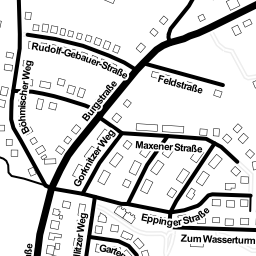 Rudolf-Gebauer-Straße
Feldstraße
Böhmischer Weg
Burgstraße
Gorknitzer Weg
Maxener Straße
Eppinger Straße
Zum Wasserturm